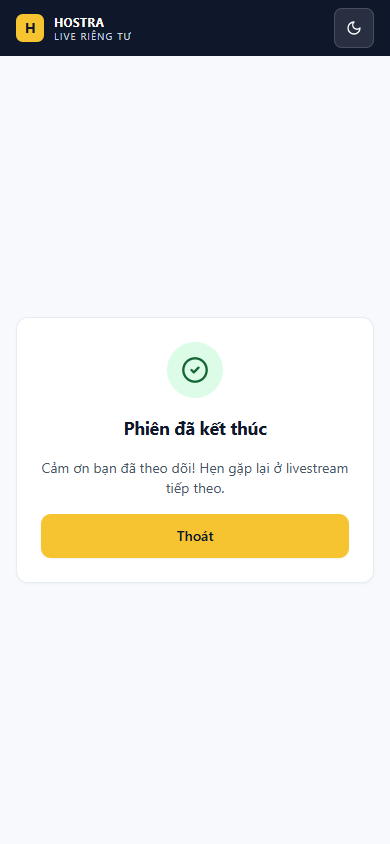 H
HOSTRA
LIVE RIÊNG TƯ
Phiên đã kết thúc
Cảm ơn bạn đã theo dõi! Hẹn gặp lại ở livestream
tiếp theo.
Thoát